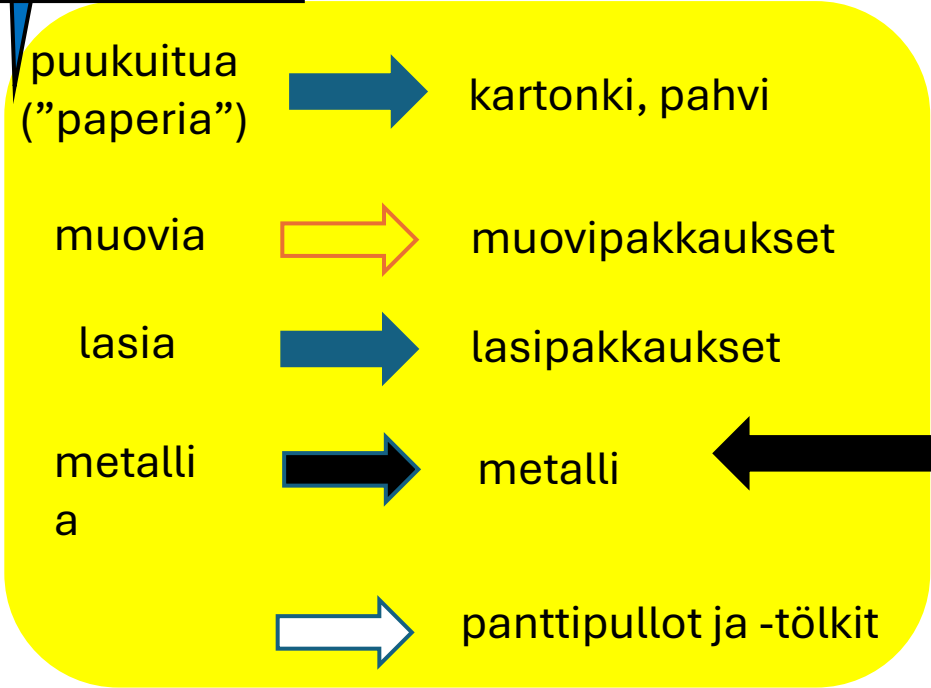 puukuitua
(”paperia”)
kartonki, pahvi
muovia
muovipakkaukset
lasia
lasipakkaukset
metalli
a
metalli
panttipullot ja -tölkit